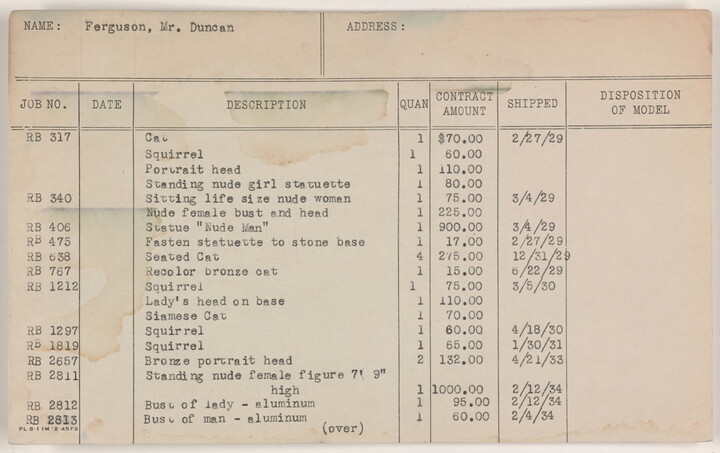 NAME: Ferguson, Mr. Duncan ADDRESS:
JOB NO. DATE DESCRIPTION QUAN CONTRACT AMOUNT SHIPPED DISPOSITION OF MODEL
RB 317 Cat 1 $70.00 2/27/29
Squirrel 1 60.00
Portrait head 1 110.00
Standing nude girl statuette 1 80.00
RB 340 Sitting life size nude woman 1 75.00 3/4/29
Nude female bust and head 1 225.00
RB 406 Statue "Nude Man" 1 900.00 3/4/29
RB 475 Fasten statuette to stone base 1 17.00 2/27/29
RB 638 Seated Cat 4 275.00 12/31/29
RB 767 Recolor bronze cat 1 15.00 6/22/29
RB 1212 Squirrel 1 75.00 3/5/30
Lady's head on base 1 110.00
Siamese Cat 1 70.00
RB 1297 Squirrel 1 60.00 4/18/30
RB 1819 Squirrel 1 65.00 1/30/31
RB 2657 Bronze portrait head 2 132.00 4/21/33
RB 2811 Standing nude female figure 7' 9"
high 1 1000.00 2/12/34
RB 2812 Bust of lady - aluminum 1 95.00 2/12/34
RB 2813 Bust of man - aluminum 1 60.00 2/4/34
(over)